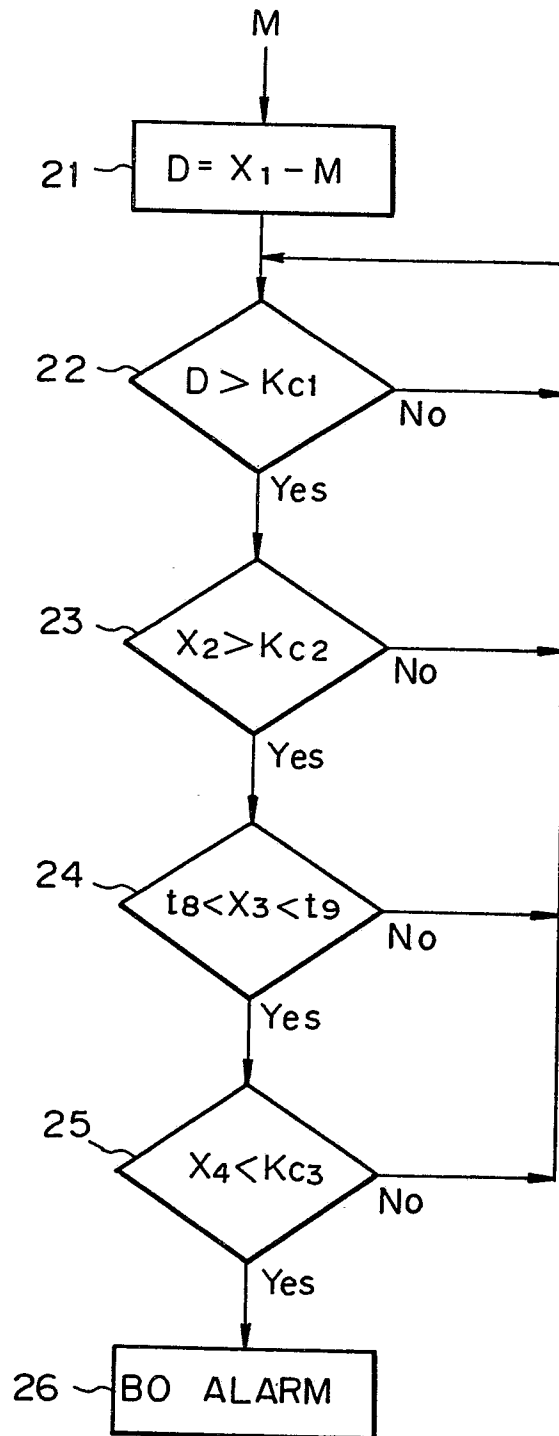 M
21 D = X1 - M
22 D > Kc1
No
Yes
23 X2 > Kc2
No
Yes
24 t8 < X3 < t9
No
Yes
25 X4 < Kc3
No
Yes
26 BO ALARM